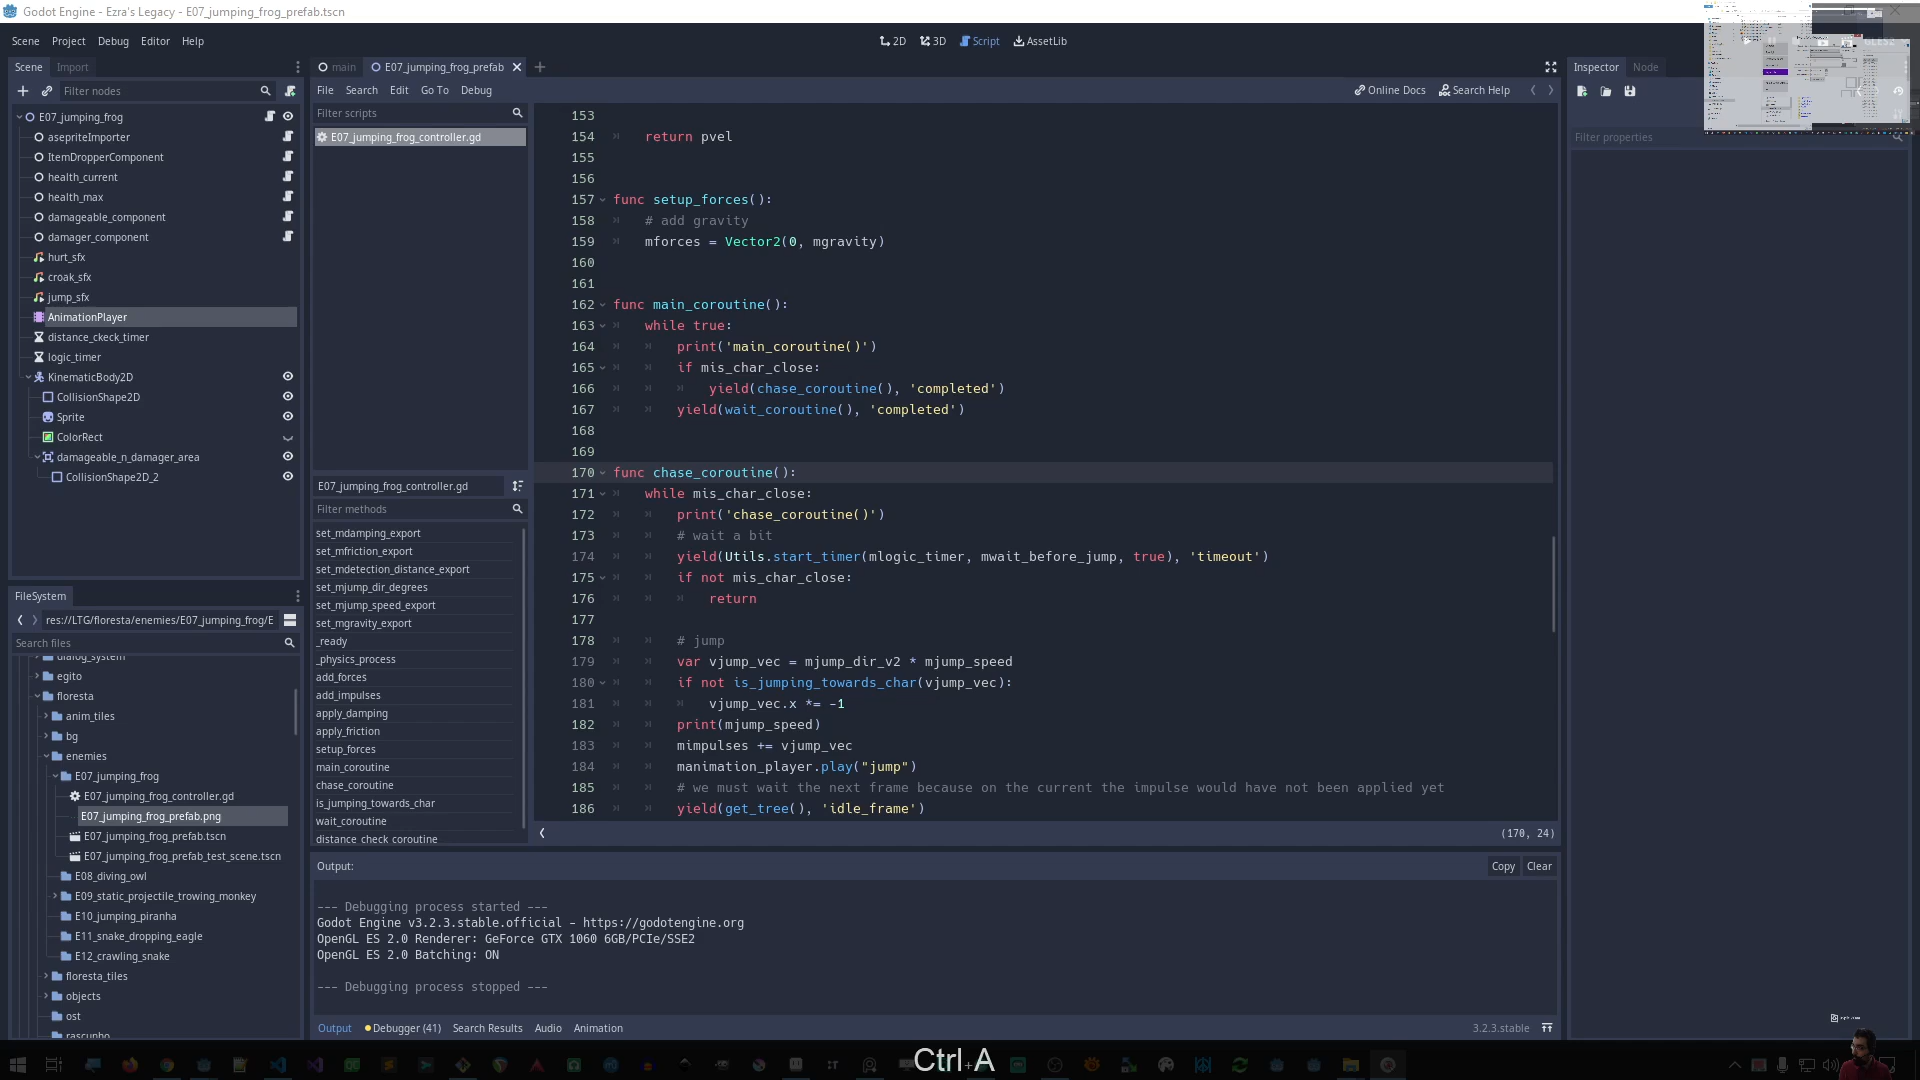 Godot Engine - Ezra's Legacy - E07_jumping_frog_prefab.tscn
Scene Project Debug Editor Help
2D 3D Script AssetLib
Scene Import
Filter nodes
E07_jumping_frog
asepriteImporter
ItemDropperComponent
health_current
health_max
damageable_component
damager_component
hurt_sfx
croak_sfx
jump_sfx
AnimationPlayer
distance_ckeck_timer
logic_timer
KinematicBody2D
CollisionShape2D
Sprite
ColorRect
damageable_n_damager_area
CollisionShape2D_2
FileSystem
res://LTG/floresta/enemies/E07_jumping_frog/E
Search files
dialog_system
egito
floresta
anim_tiles
bg
enemies
E07_jumping_frog
E07_jumping_frog_controller.gd
E07_jumping_frog_prefab.png
E07_jumping_frog_prefab.tscn
E07_jumping_frog_prefab_test_scene.tscn
E08_diving_owl
E09_static_projectile_trowing_monkey
E10_jumping_piranha
E11_snake_dropping_eagle
E12_crawling_snake
floresta_tiles
objects
ost
rascunho
main E07_jumping_frog_prefab
File Search Edit Go To Debug
Online Docs Search Help
Filter scripts
E07_jumping_frog_controller.gd
E07_jumping_frog_controller.gd
Filter methods
set_mdamping_export
set_mfriction_export
set_mdetection_distance_export
set_mjump_dir_degrees
set_mjump_speed_export
set_mgravity_export
_ready
_physics_process
add_forces
add_impulses
apply_damping
apply_friction
setup_forces
main_coroutine
chase_coroutine
is_jumping_towards_char
wait_coroutine
distance_check_coroutine
153
154 return pvel
155
156
157 func setup_forces():
158 # add gravity
159 mforces = Vector2(0, mgravity)
160
161
162 func main_coroutine():
163 while true:
164 print('main_coroutine()')
165 if mis_char_close:
166 yield(chase_coroutine(), 'completed')
167 yield(wait_coroutine(), 'completed')
168
169
170 func chase_coroutine():
171 while mis_char_close:
172 print('chase_coroutine()')
173 # wait a bit
174 yield(Utils.start_timer(mlogic_timer, mwait_before_jump, true), 'timeout')
175 if not mis_char_close:
176 return
177
178 # jump
179 var vjump_vec = mjump_dir_v2 * mjump_speed
180 if not is_jumping_towards_char(vjump_vec):
181 vjump_vec.x *= -1
182 print(mjump_speed)
183 mimpulses += vjump_vec
184 manimation_player.play("jump")
185 # we must wait the next frame because on the current the impulse would have not been applied yet
186 yield(get_tree(), 'idle_frame')
(170, 24)
Output: Copy Clear
--- Debugging process started ---
Godot Engine v3.2.3.stable.official - https://godotengine.org
OpenGL ES 2.0 Renderer: GeForce GTX 1060 6GB/PCIe/SSE2
OpenGL ES 2.0 Batching: ON
--- Debugging process stopped ---
Output Debugger (41) Search Results Audio Animation 3.2.3.stable
Inspector Node
Filter properties
Ctrl+A